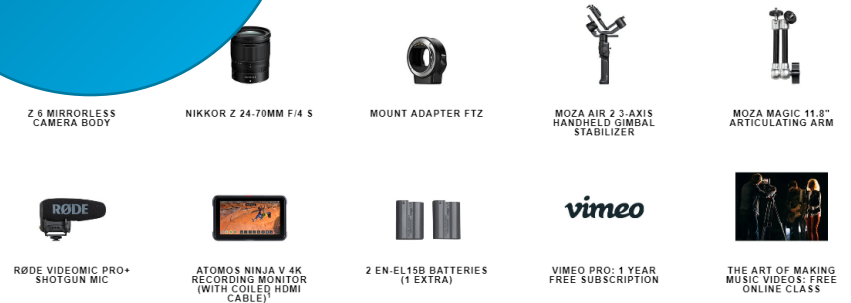 Z 6 MIRRORLESS
CAMERA BODY
NIKKOR Z 24-70MM F/4 S
MOUNT ADAPTER FTZ
MOZA AIR 2 3-AXIS
HANDHELD GIMBAL
STABILIZER
MOZA MAGIC 11.8"
ARTICULATING ARM
RØDE
vimeo
RØDE VIDEOMIC PRO+
SHOTGUN MIC
ATOMOS NINJA V 4K
RECORDING MONITOR
(WITH COILED HDMI
CABLE)¹
2 EN-EL15B BATTERIES
(1 EXTRA)
VIMEO PRO: 1 YEAR
FREE SUBSCRIPTION
THE ART OF MAKING
MUSIC VIDEOS: FREE
ONLINE CLASS